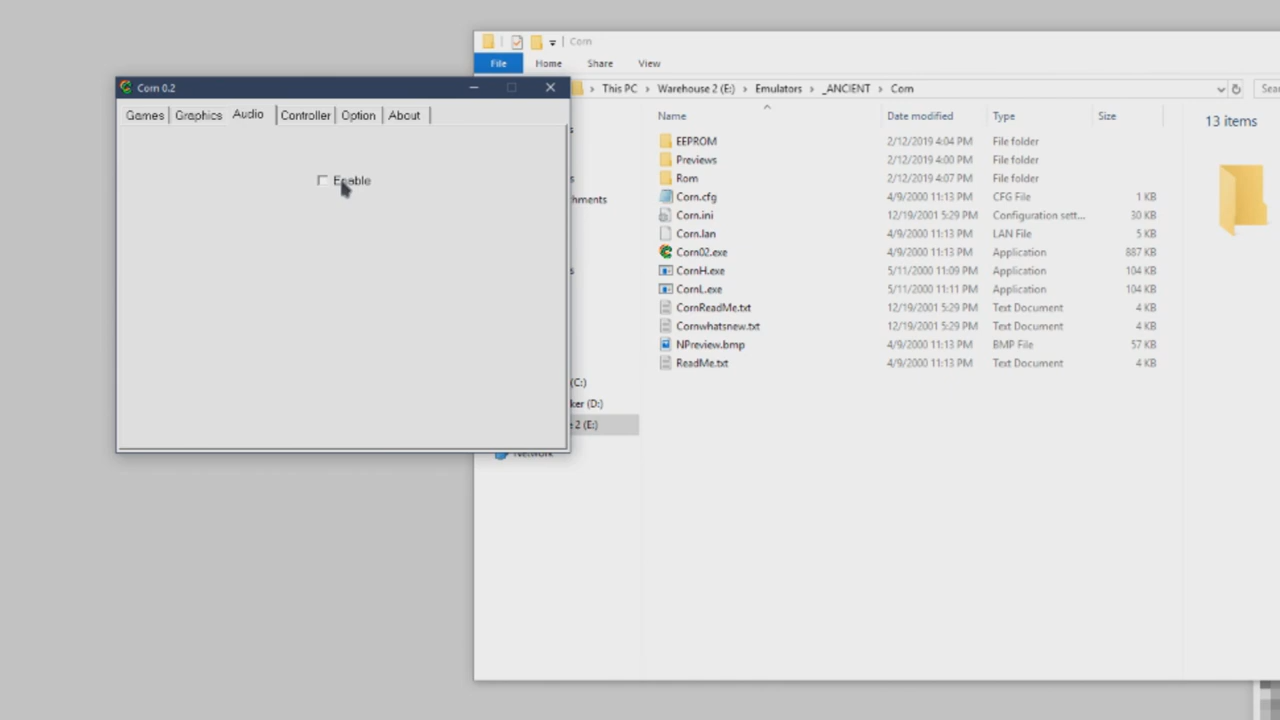 Corn
File Home Share View
This PC > Warehouse 2 (E:) > Emulators > _ANCIENT > Corn
Corn 0.2
Games Graphics Audio Controller Option About
Enable
hments
(C:)
ker (D:)
2 (E:)
Network
Name Date modified Type Size
EEPROM 2/12/2019 4:04 PM File folder
Previews 2/12/2019 4:00 PM File folder
Rom 2/12/2019 4:07 PM File folder
Corn.cfg 4/9/2000 11:13 PM CFG File 1 KB
Corn.ini 12/19/2001 5:29 PM Configuration sett... 30 KB
Corn.lan 4/9/2000 11:13 PM LAN File 5 KB
Corn02.exe 4/9/2000 11:13 PM Application 887 KB
CornH.exe 5/11/2000 11:09 PM Application 104 KB
CornL.exe 5/11/2000 11:11 PM Application 104 KB
CornReadMe.txt 12/19/2001 5:29 PM Text Document 4 KB
Cornwhatsnew.txt 12/19/2001 5:29 PM Text Document 4 KB
NPreview.bmp 4/9/2000 11:13 PM BMP File 57 KB
ReadMe.txt 4/9/2000 11:13 PM Text Document 4 KB
Sea
13 items